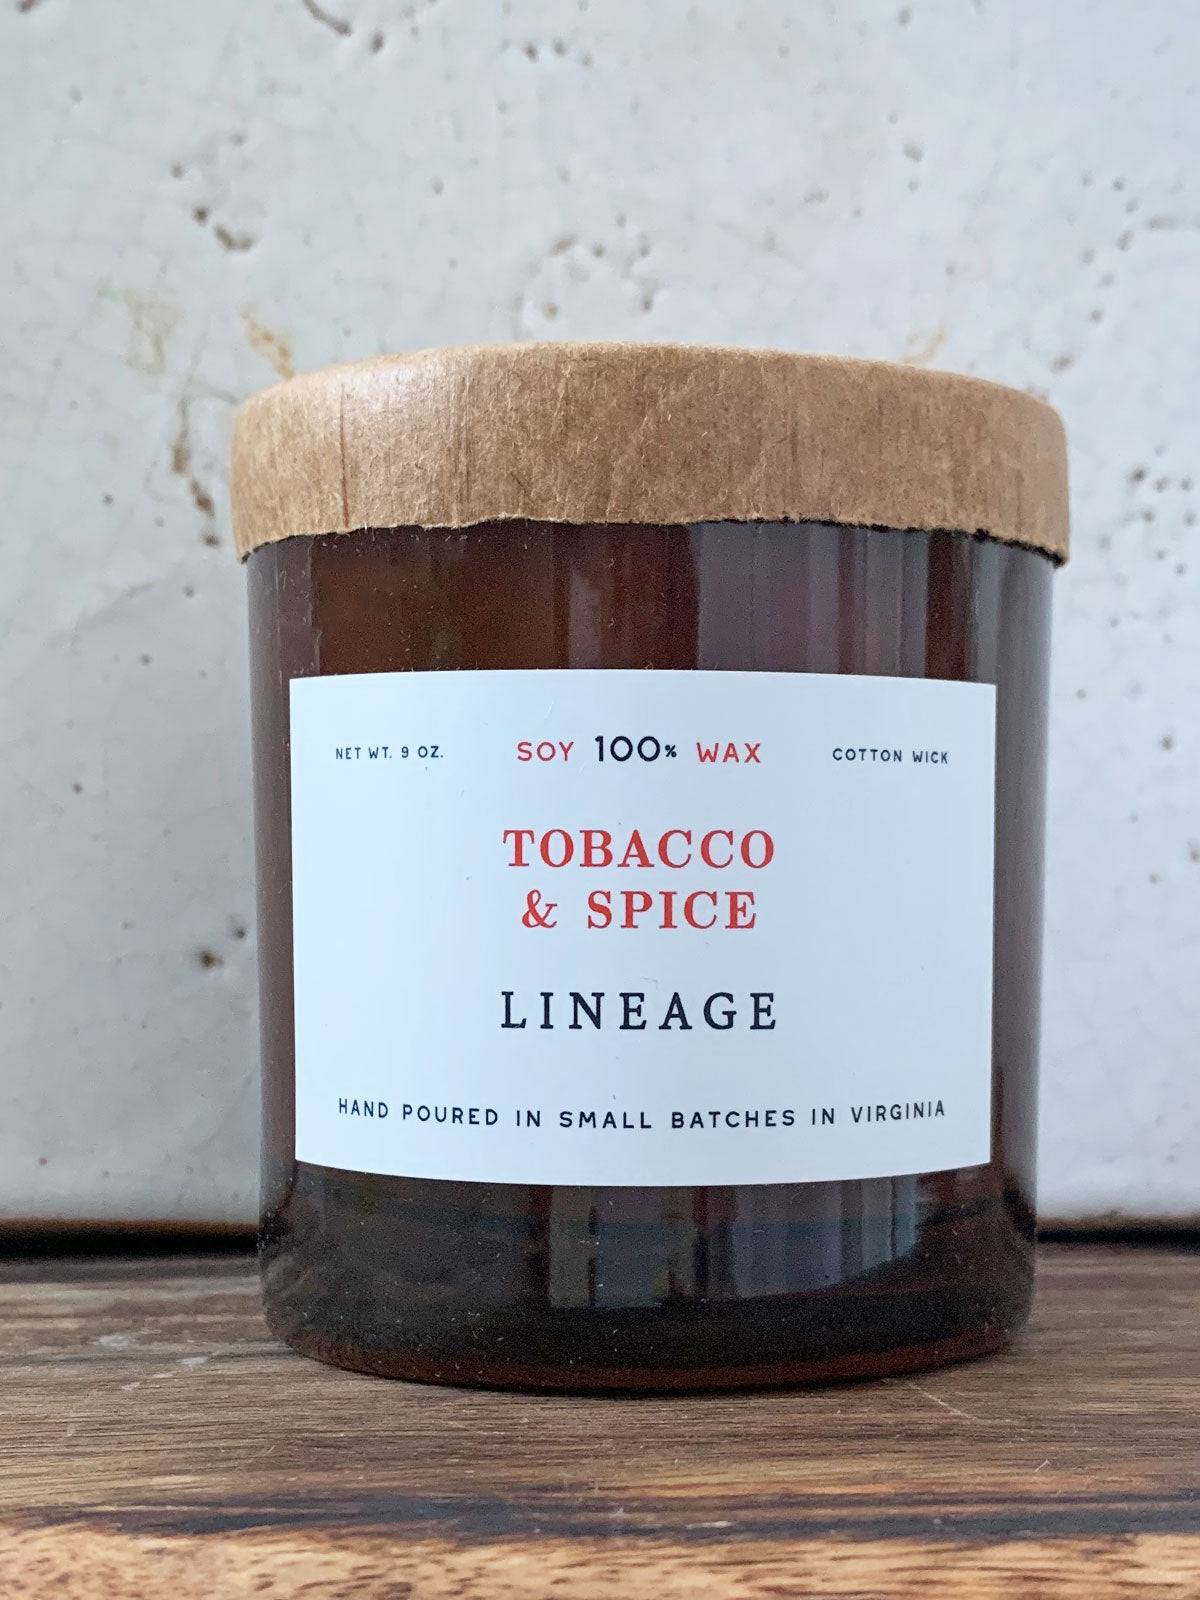 NET WT. 9 OZ.
SOY 100% WAX
COTTON WICK
TOBACCO
& SPICE
LINEAGE
HAND POURED IN SMALL BATCHES IN VIRGINIA